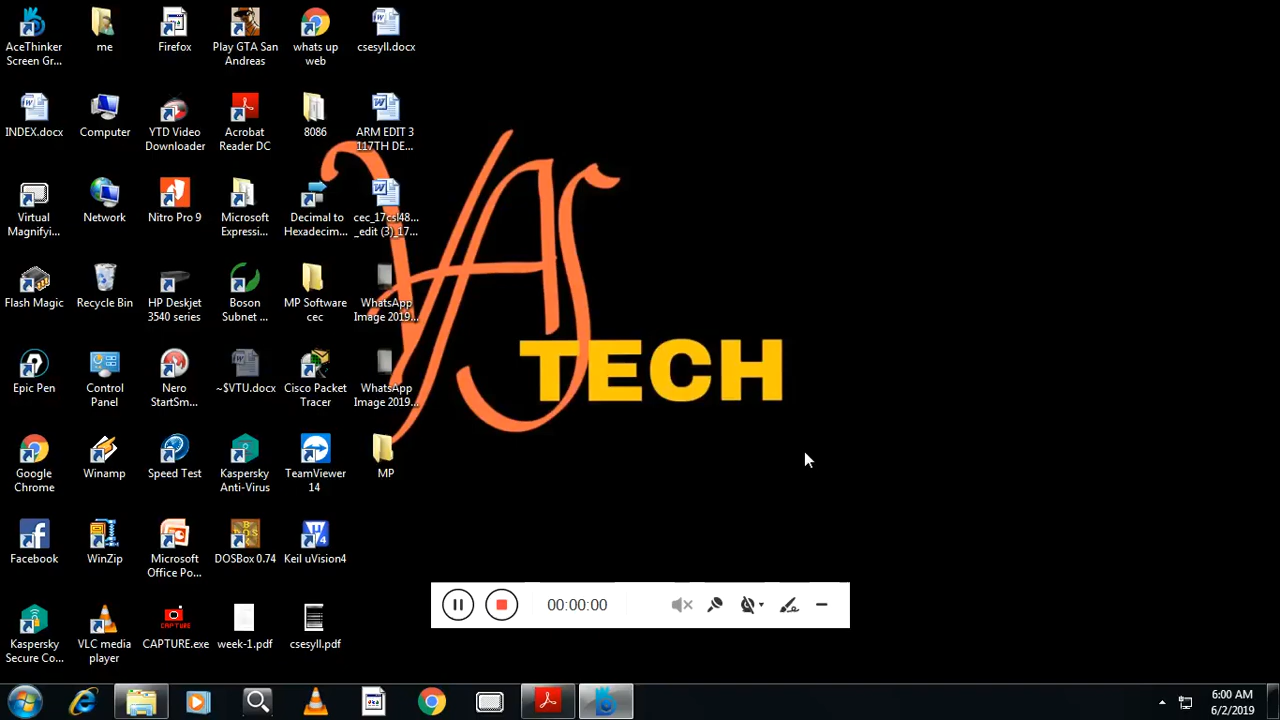 AceThinker
Screen Gr...
me
Firefox
Play GTA San
Andreas
whats up
web
csesyll.docx
INDEX.docx
Computer
YTD Video
Downloader
Acrobat
Reader DC
8086
ARM EDIT 3
117TH DE...
Virtual
Magnifyi...
Network
Nitro Pro 9
Microsoft
Expressi...
Decimal to
Hexadecim...
cec_17csl48...
_edit (3)_17...
Flash Magic
Recycle Bin
HP Deskjet
3540 series
Boson
Subnet ...
MP Software
cec
WhatsApp
Image 2019...
Epic Pen
Control
Panel
Nero
StartSm...
~$VTU.docx
Cisco Packet
Tracer
WhatsApp
Image 2019...
YAS
TECH
Google
Chrome
Winamp
Speed Test
Kaspersky
Anti-Virus
TeamViewer
14
MP
Facebook
WinZip
Microsoft
Office Po...
DOSBox 0.74
Keil uVision4
00:00:00
Kaspersky
Secure Co...
VLC media
player
CAPTURE
CAPTURE.exe
week-1.pdf
csesyll.pdf
6:00 AM
6/2/2019